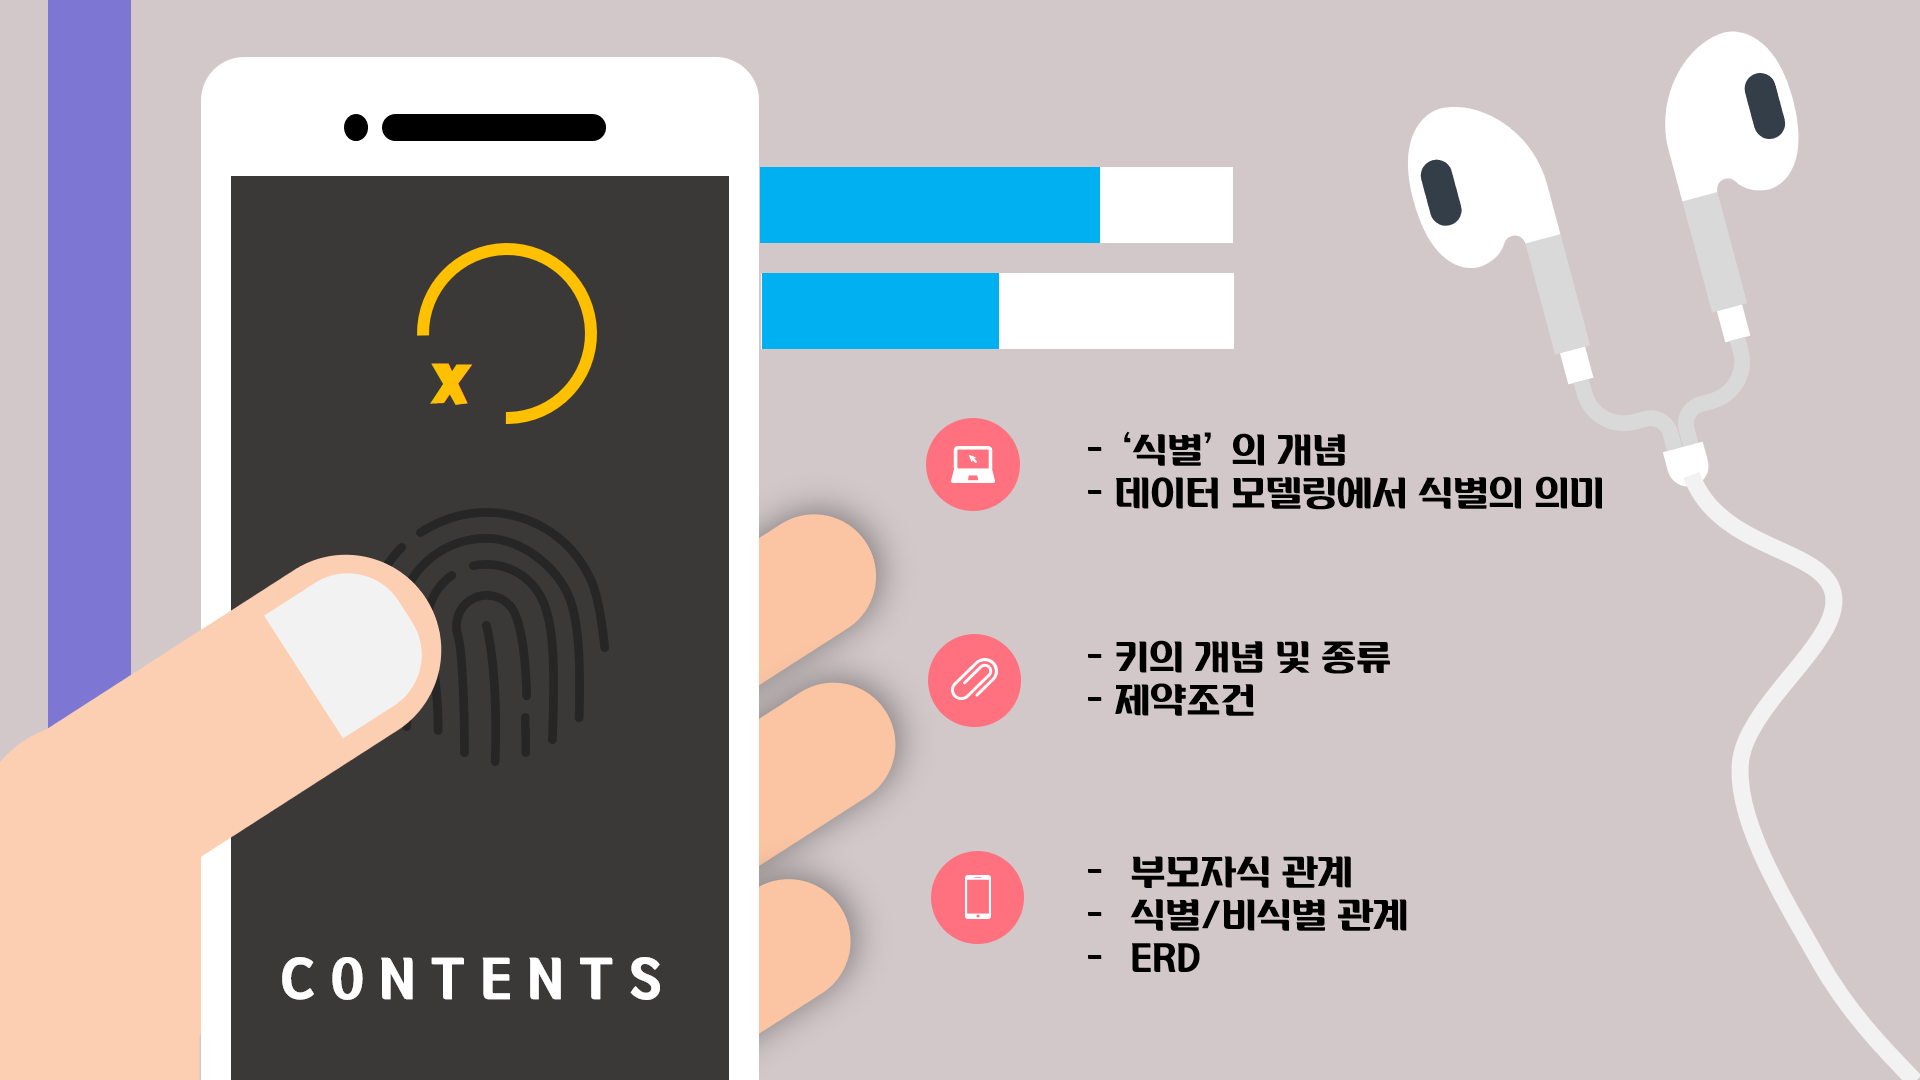 x
- ‘식별’ 의 개념
- 데이터 모델링에서 식별의 의미
- 키의 개념 및 종류
- 제약조건
- 부모자식 관계
- 식별/비식별 관계
- ERD
CONTENTS